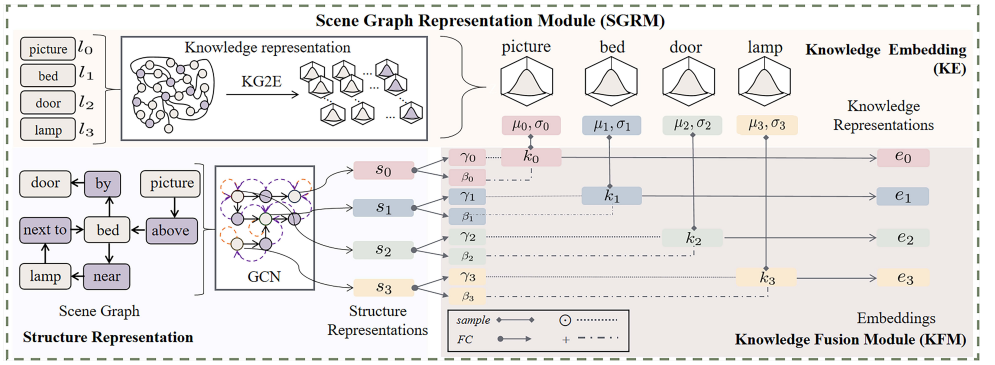 Scene Graph Representation Module (SGRM)
picture l₀
bed l₁
door l₂
lamp l₃
Knowledge representation
KG2E
picture bed door lamp
Knowledge Embedding
(KE)
μ₀, σ₀ μ₁, σ₁ μ₂, σ₂ μ₃, σ₃
Knowledge
Representations
door by picture
next to bed above
lamp near
Scene Graph
Structure Representation
GCN
s₀
s₁
s₂
s₃
Structure
Representations
γ₀ k₀ e₀
β₀
γ₁ k₁ e₁
β₁
γ₂ k₂ e₂
β₂
γ₃ k₃ e₃
β₃
sample ⊙
FC +
Embeddings
Knowledge Fusion Module (KFM)